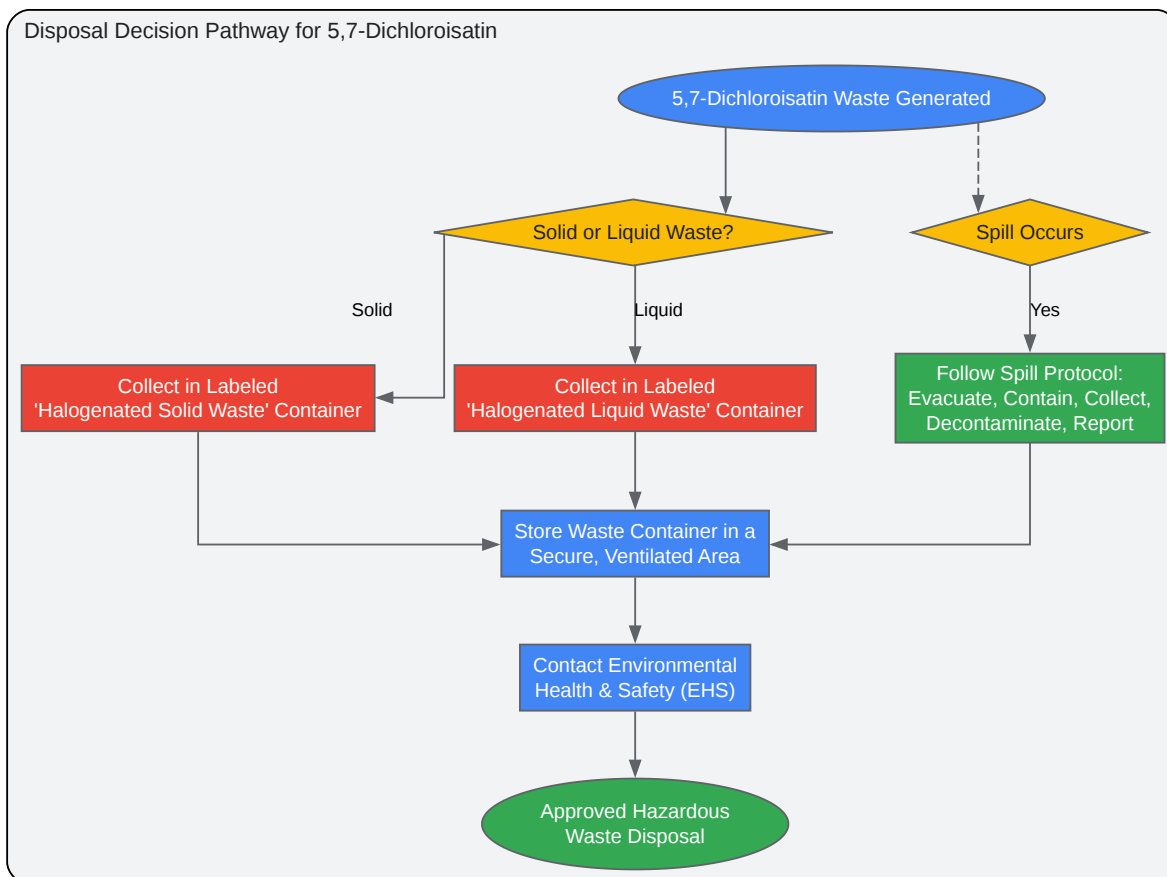 Disposal Decision Pathway for 5,7-Dichloroisatin
5,7-Dichloroisatin Waste Generated
Solid or Liquid Waste?
Spill Occurs
Solid
Liquid
Yes
Collect in Labeled
'Halogenated Solid Waste' Container
Collect in Labeled
'Halogenated Liquid Waste' Container
Follow Spill Protocol:
Evacuate, Contain, Collect,
Decontaminate, Report
Store Waste Container in a
Secure, Ventilated Area
Contact Environmental
Health & Safety (EHS)
Approved Hazardous
Waste Disposal